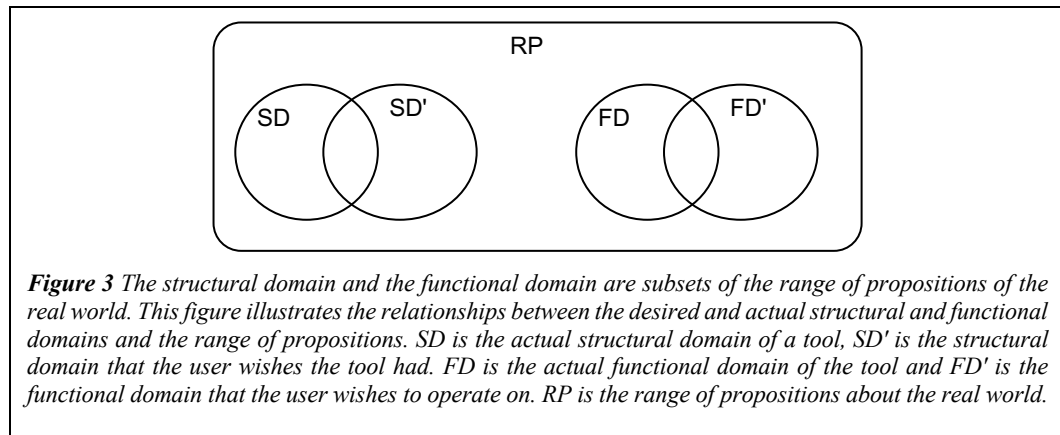 RP
SD
SD'
FD
FD'
Figure 3 The structural domain and the functional domain are subsets of the range of propositions of the
real world. This figure illustrates the relationships between the desired and actual structural and functional
domains and the range of propositions. SD is the actual structural domain of a tool, SD' is the structural
domain that the user wishes the tool had. FD is the actual functional domain of the tool and FD' is the
functional domain that the user wishes to operate on. RP is the range of propositions about the real world.